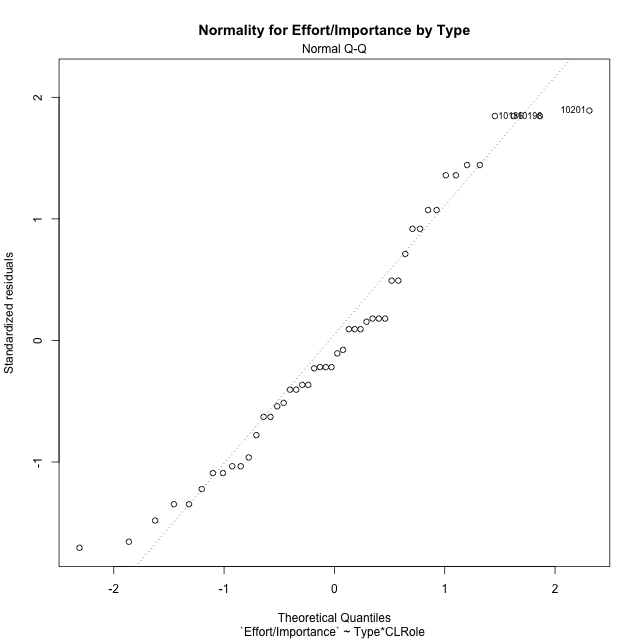 Normality for Effort/Importance by Type
Normal Q-Q
10201
2
1
0
-1
Standardized residuals
-2 -1 0 1 2
Theoretical Quantiles
`Effort/Importance` ~ Type*CLRole